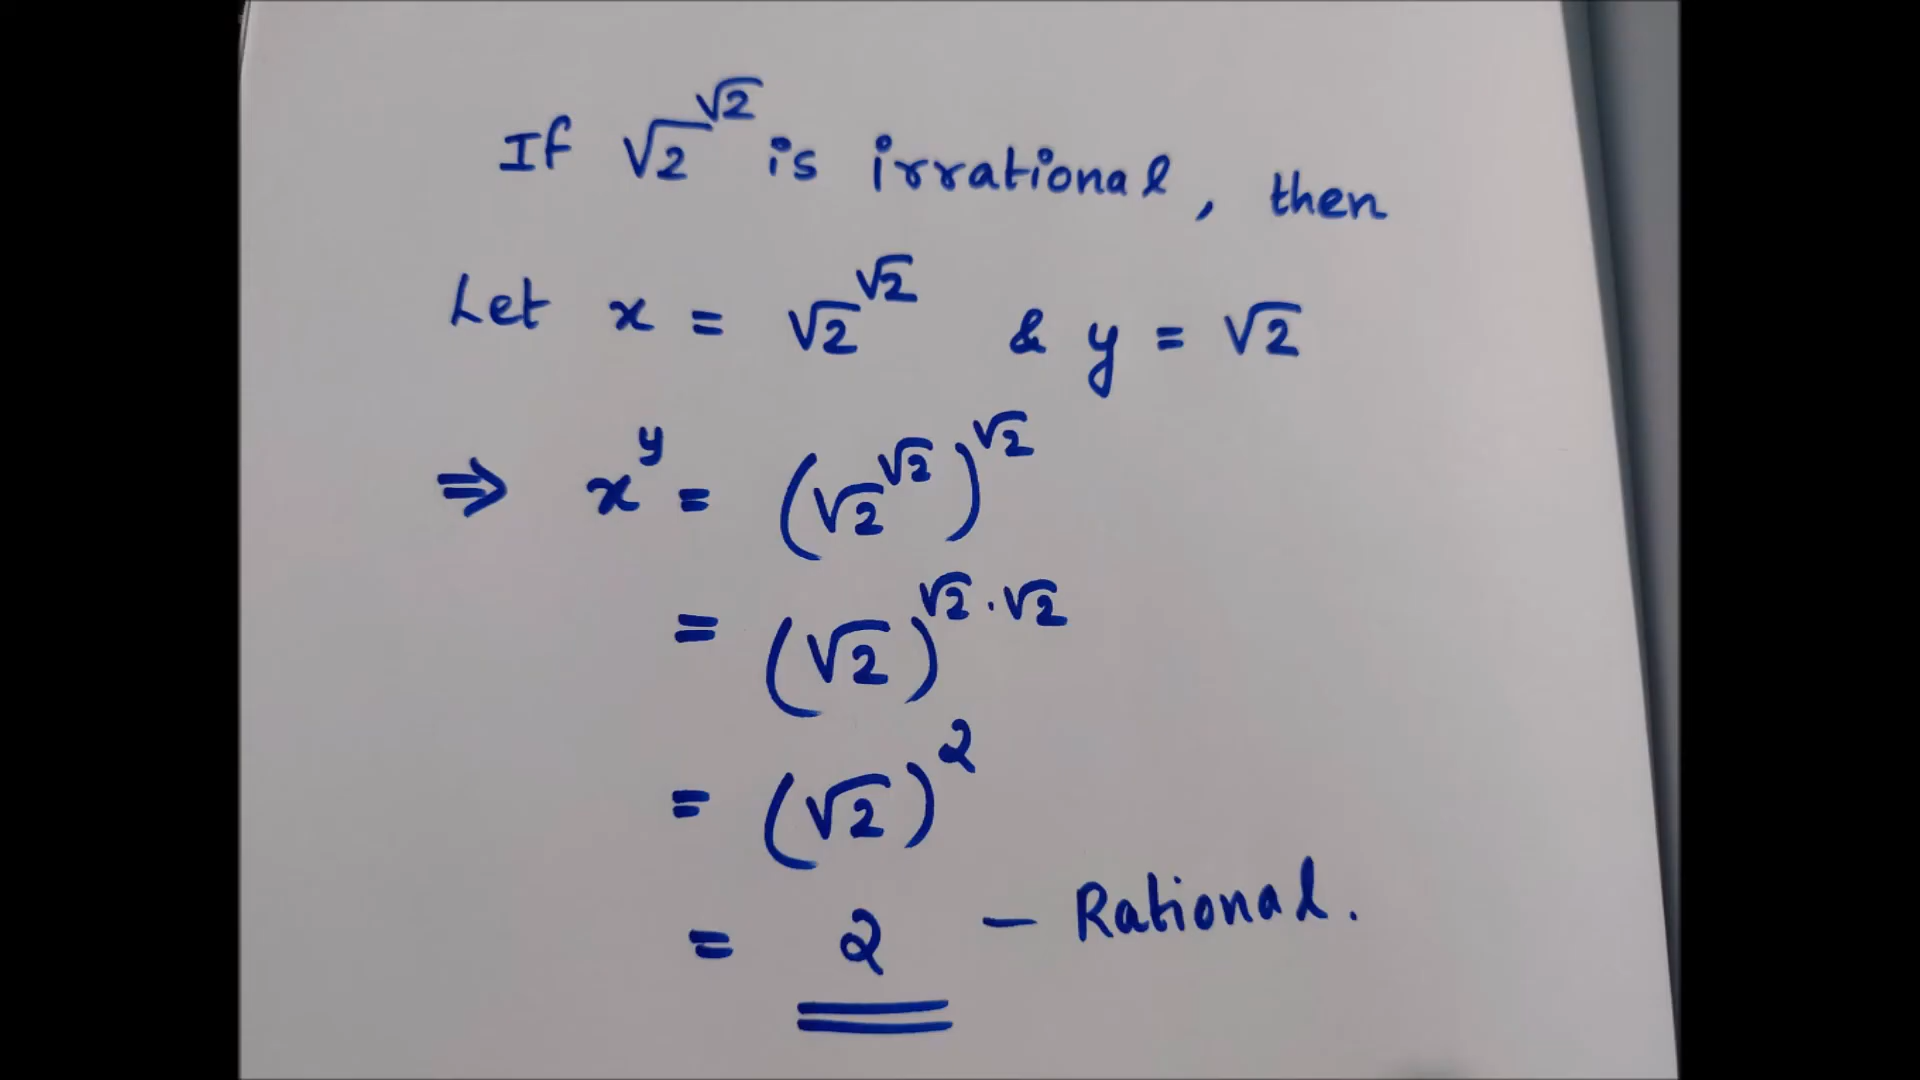 If √2^√2 is irrational, then
Let x = √2^√2 & y = √2
⇒ x^y = (√2^√2)^√2
= (√2)^√2·√2
= (√2)^2
= 2 — Rational.